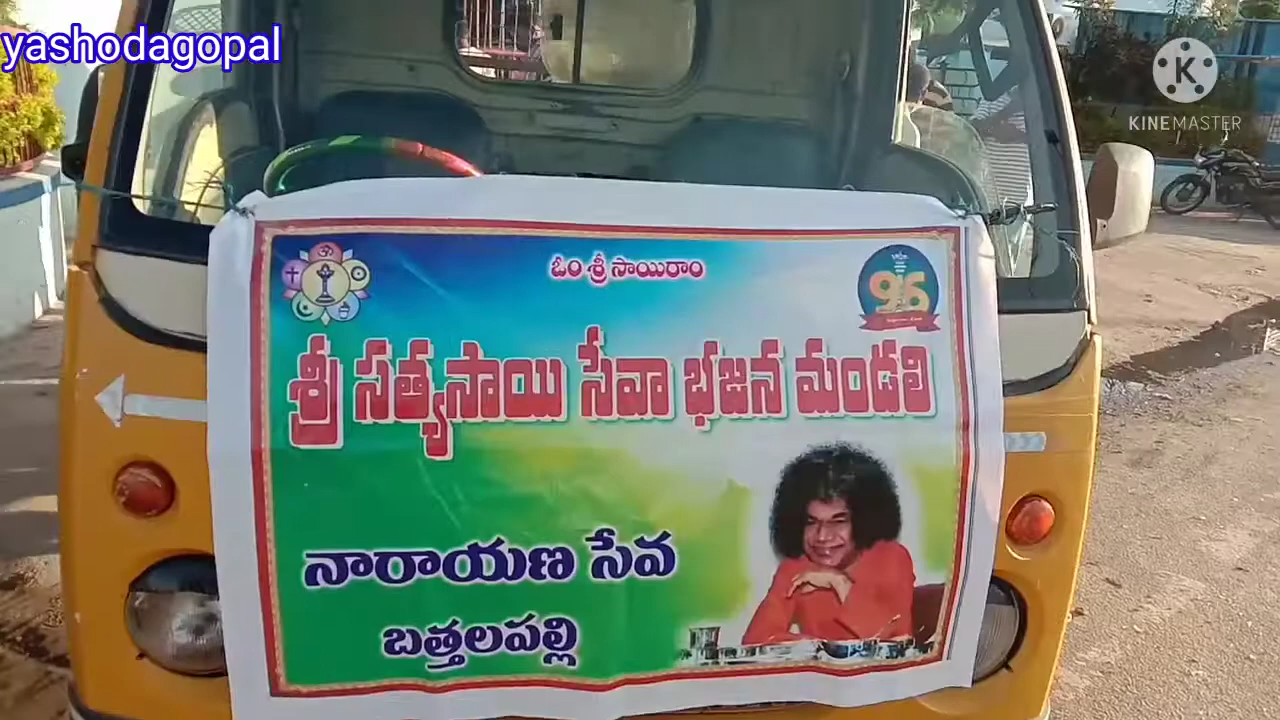 yashodagopal
KINEMASTER
ఓం శ్రీ సాయిరాం
96
శ్రీ సత్యసాయి సేవా భజన మండలి
నారాయణ సేవ
బత్తలపల్లి